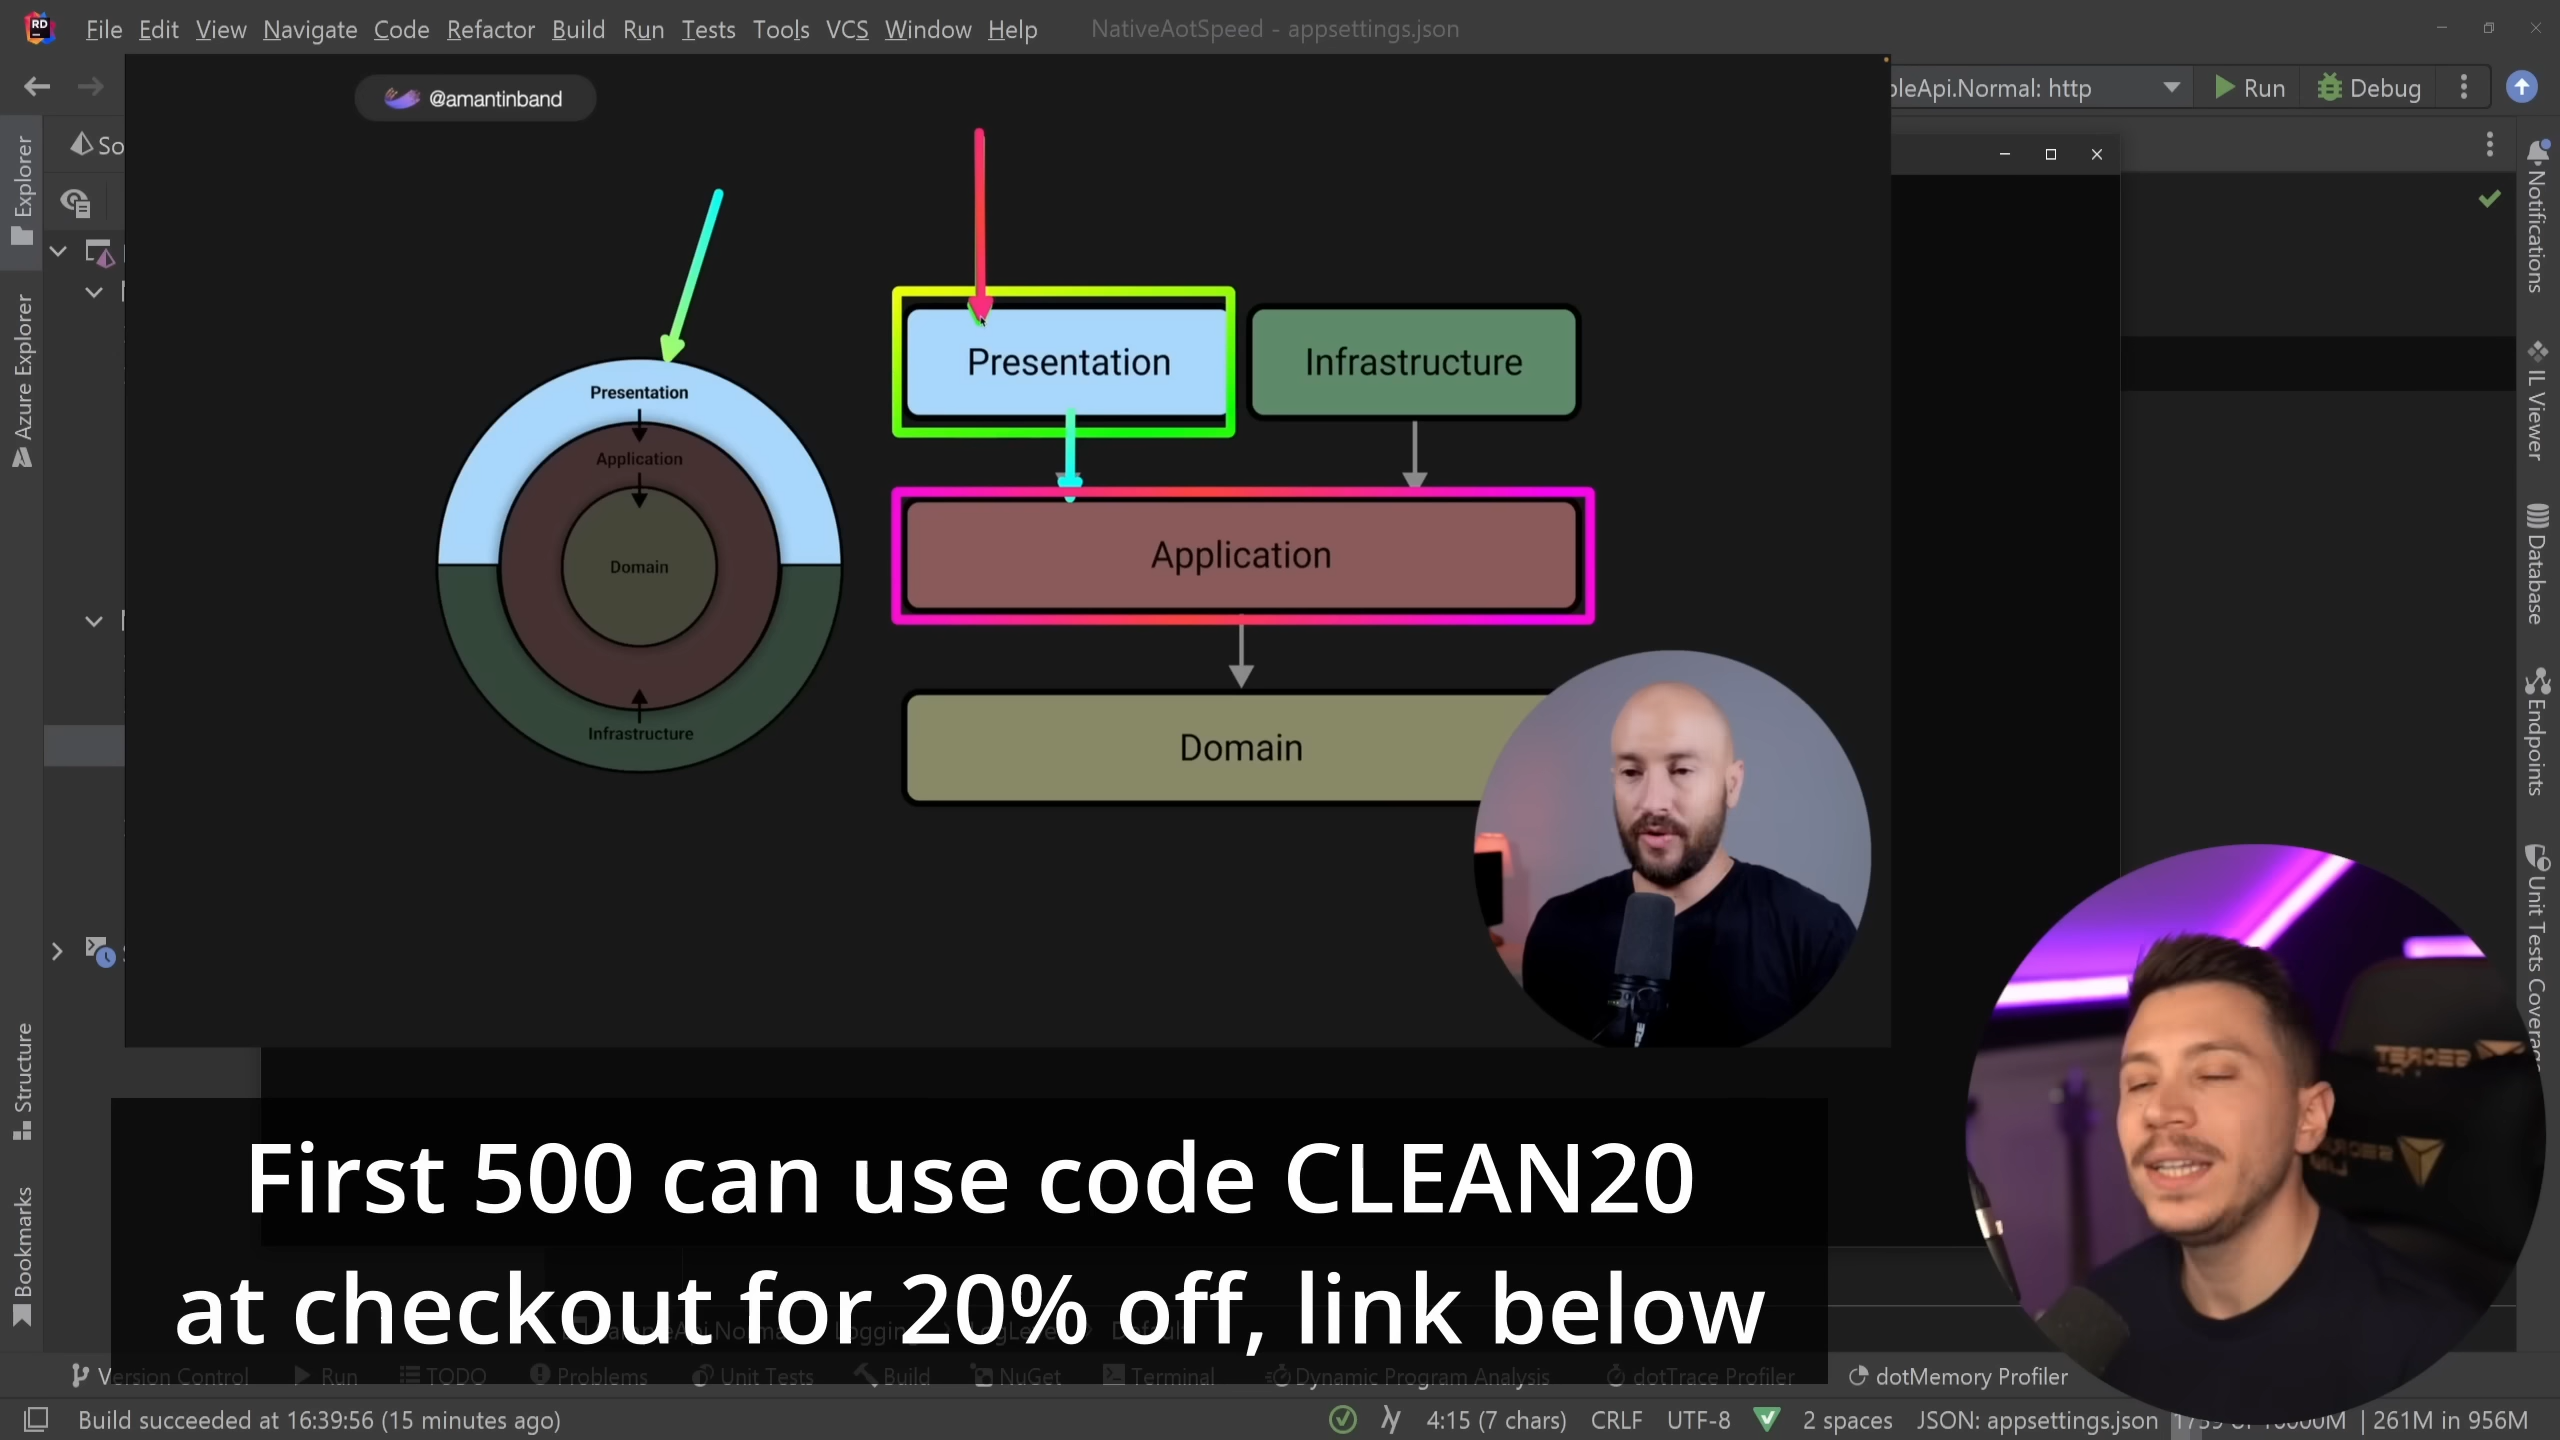 File Edit View Navigate Code Refactor Build Run Tests Tools VCS Window Help
NativeAotSpeed - appsettings.json
@amantinband
pleApi.Normal: http
Run
Debug
So
Explorer
Azure Explorer
Structure
Bookmarks
Notifications
IL Viewer
Database
Endpoints
Unit Tests Coverage
Presentation
Application
Domain
Infrastructure
Presentation
Infrastructure
Application
Domain
First 500 can use code CLEAN20
at checkout for 20% off, link below
Version Control Run TODO Problems Unit Tests Build NuGet Terminal Dynamic Program Analysis dotTrace Profiler dotMemory Profiler
Build succeeded at 16:39:56 (15 minutes ago)
4:15 (7 chars) CRLF UTF-8 2 spaces JSON: appsettings.json | 261M in 956M